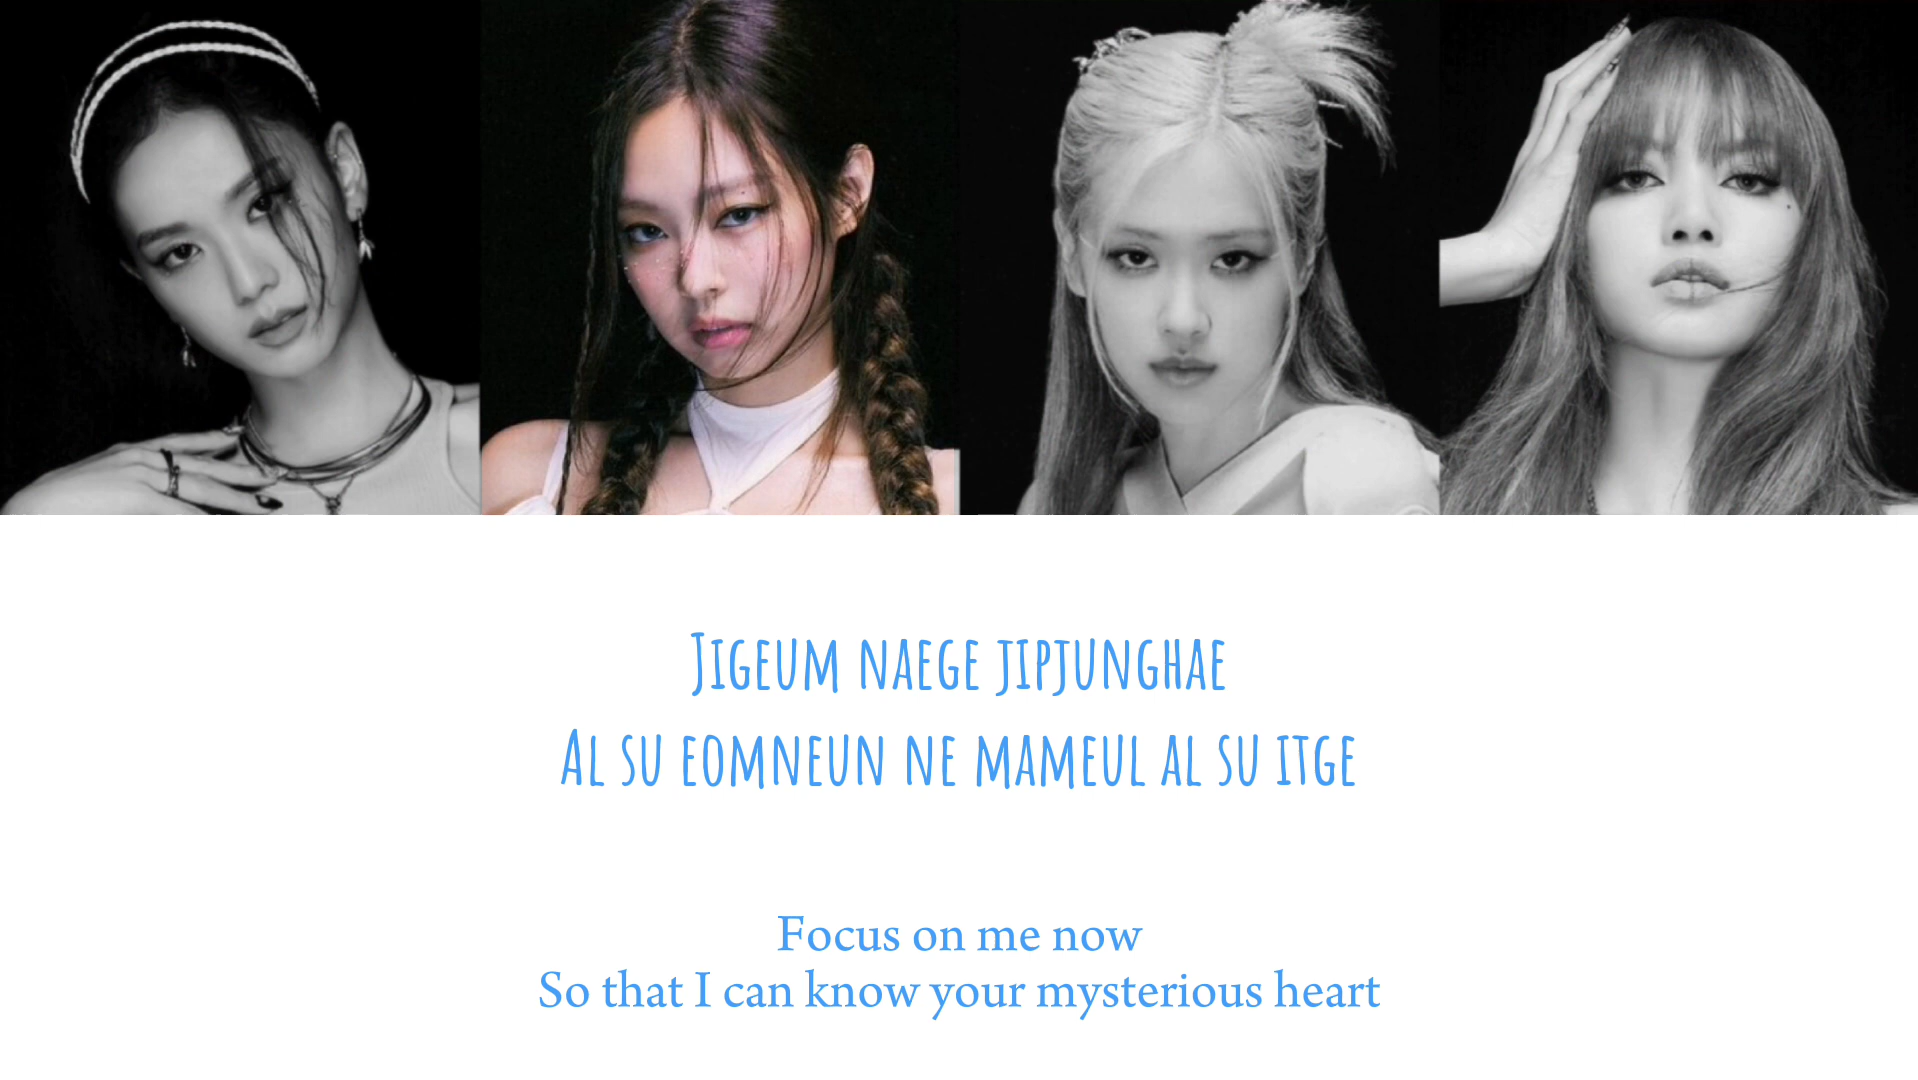 Jigeum naege jipjunghae
Al su eomneun ne mameul al su itge
Focus on me now
So that I can know your mysterious heart